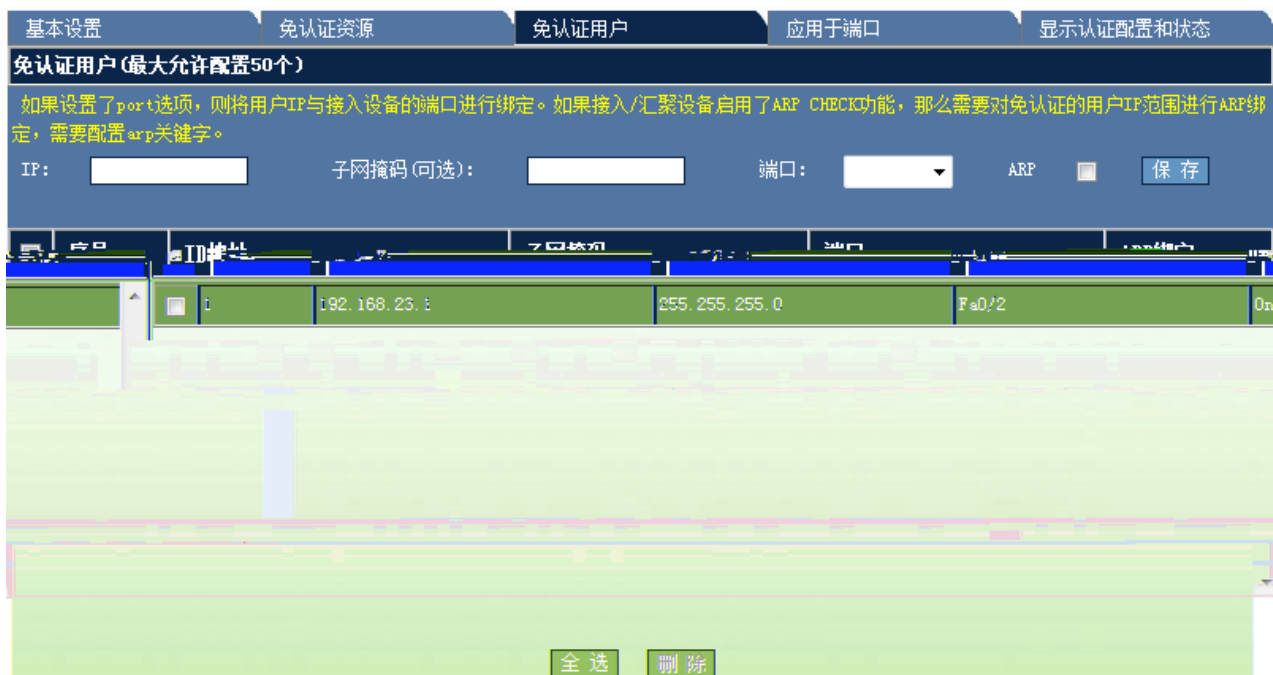 基本设置 免认证资源 免认证用户 应用于端口 显示认证配置和状态
免认证用户(最大允许配置50个)
如果设置了port选项，则将用户IP与接入设备的端口进行绑定。如果接入/汇聚设备启用了ARP CHECK功能，那么需要对免认证的用户IP范围进行ARP绑
定，需要配置arp关键字。
IP: 子网掩码(可选): 端口: ARP 保存
192.168.23.1 255.255.255.0 Fa0/2 On
全选 删除